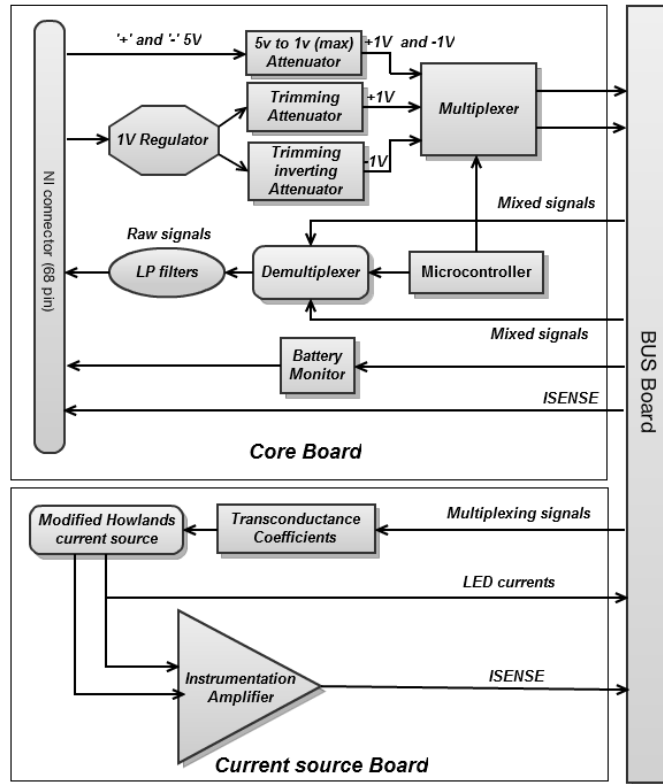 '+' and '-' 5V
5v to 1v (max)
Attenuator
+1V and -1V
Trimming
Attenuator
+1V
Multiplexer
1V Regulator
Trimming
inverting
Attenuator
-1V
NI connector (68 pin)
Mixed signals
Raw signals
LP filters
Demultiplexer
Microcontroller
Mixed signals
Battery
Monitor
ISENSE
Core Board
BUS Board
Modified Howlands
current source
Transconductance
Coefficients
Multiplexing signals
LED currents
Instrumentation
Amplifier
ISENSE
Current source Board